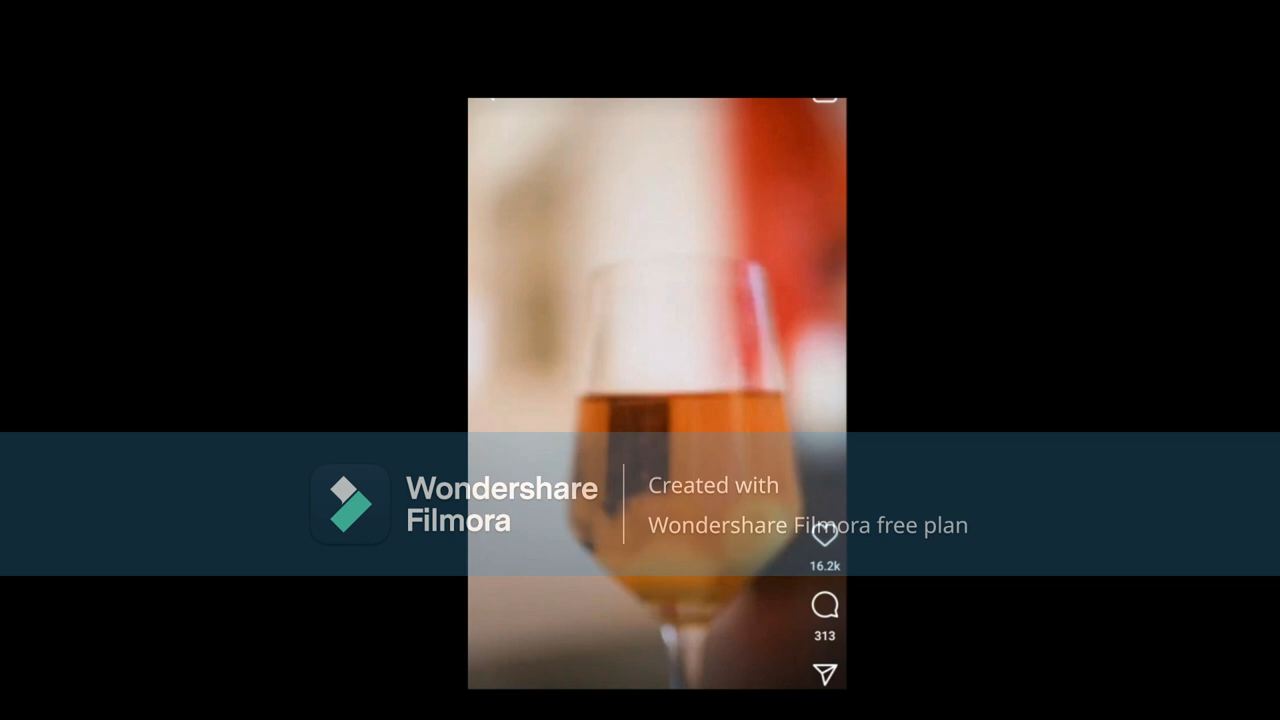 Wondershare
Filmora
Created with
Wondershare Filmora free plan
16.2k
313